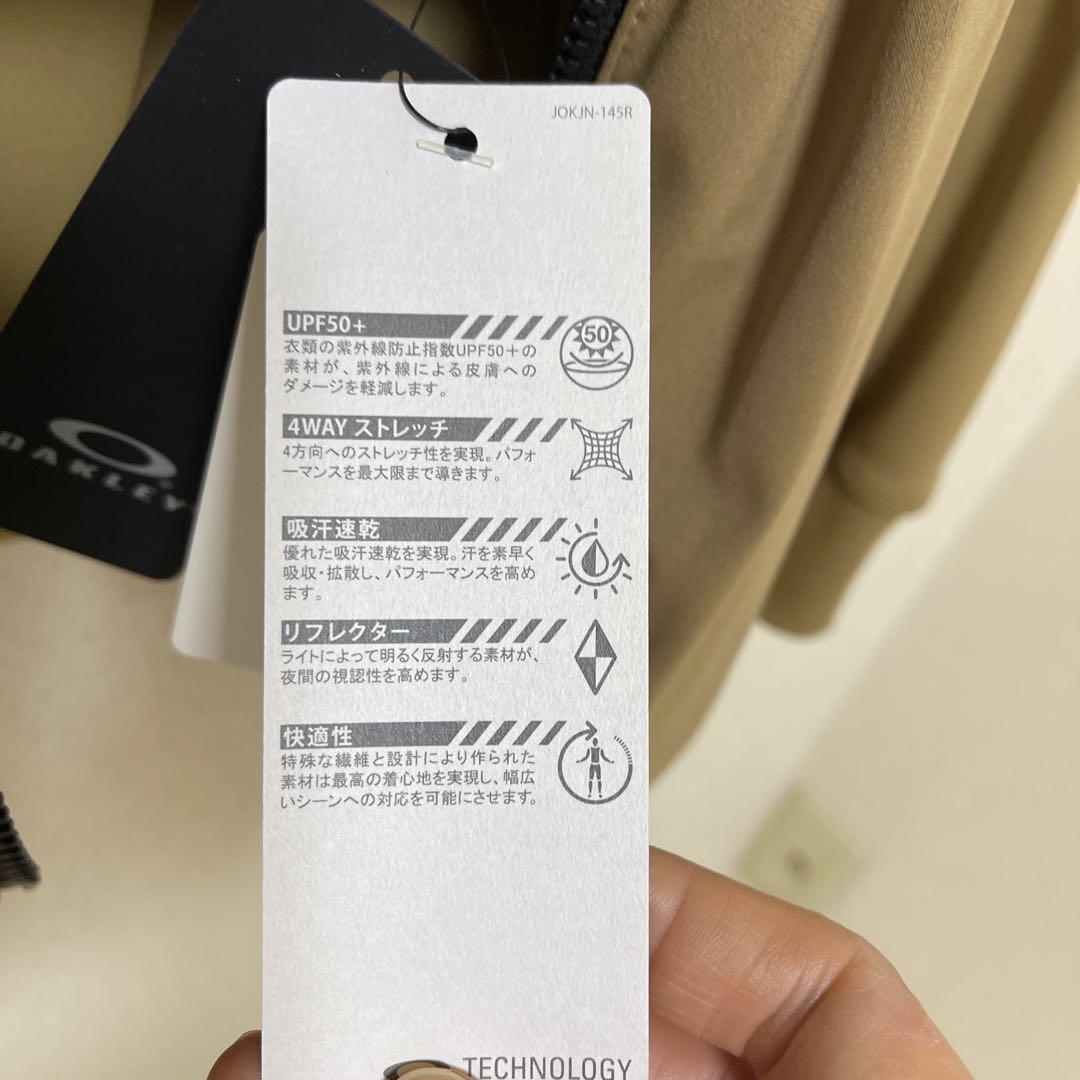 JOKJN-145R
UPF50+
50
衣類の紫外線防止指数UPF50+の
素材が、紫外線による皮膚への
ダメージを軽減します。
4WAY ストレッチ
4方向へのストレッチ性を実現。パフォ
ーマンスを最大限まで導きます。
吸汗速乾
優れた吸汗速乾を実現。汗を素早く
吸収・拡散し、パフォーマンスを高め
ます。
リフレクター
ライトによって明るく反射する素材が、
夜間の視認性を高めます。
快適性
特殊な繊維と設計により作られた
素材は最高の着心地を実現し、幅広
いシーンへの対応を可能にさせます。
TECHNOLOGY
OAKLEY